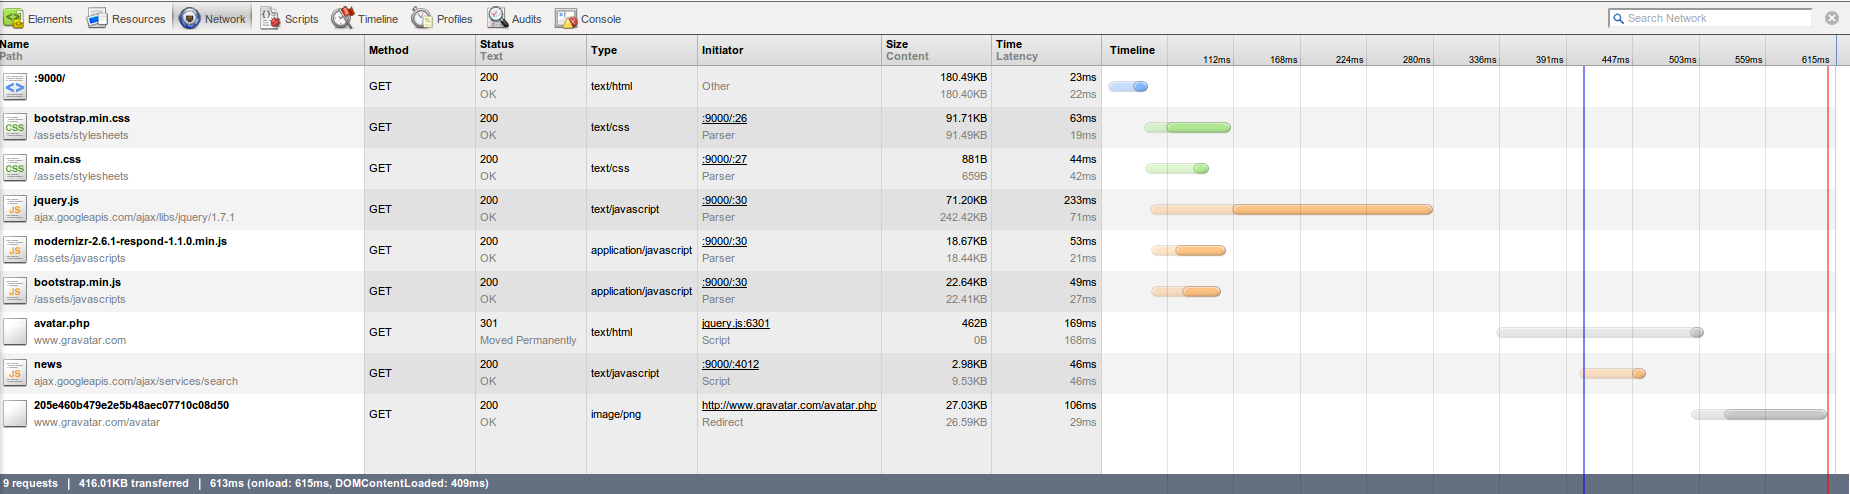 Elements Resources Network Scripts Timeline Profiles Audits Console Search Network
Name Method Status Type Initiator Size Time Timeline
Path Text Content Latency
112ms 168ms 224ms 280ms 336ms 391ms 447ms 503ms 559ms 615ms
:9000/ GET 200 text/html Other 180.49KB 23ms
OK 180.40KB 22ms
bootstrap.min.css GET 200 text/css :9000/:26 91.71KB 63ms
/assets/stylesheets OK Parser 91.49KB 19ms
main.css GET 200 text/css :9000/:27 881B 44ms
/assets/stylesheets OK Parser 659B 42ms
jquery.js GET 200 text/javascript :9000/:30 71.20KB 233ms
ajax.googleapis.com/ajax/libs/jquery/1.7.1 OK Parser 242.42KB 71ms
modernizr-2.6.1-respond-1.1.0.min.js GET 200 application/javascript :9000/:30 18.67KB 53ms
/assets/javascripts OK Parser 18.44KB 21ms
bootstrap.min.js GET 200 application/javascript :9000/:30 22.64KB 49ms
/assets/javascripts OK Parser 22.41KB 27ms
avatar.php GET 301 text/html jquery.js:6301 462B 169ms
www.gravatar.com Moved Permanently Script 0B 168ms
news GET 200 text/javascript :9000/:4012 2.98KB 46ms
ajax.googleapis.com/ajax/services/search OK Script 9.53KB 46ms
205e460b479e2e5b48aec07710c08d50 GET 200 image/png http://www.gravatar.com/avatar.php 27.03KB 106ms
www.gravatar.com/avatar OK Redirect 26.59KB 29ms
9 requests | 416.01KB transferred | 613ms (onload: 615ms, DOMContentLoaded: 409ms)